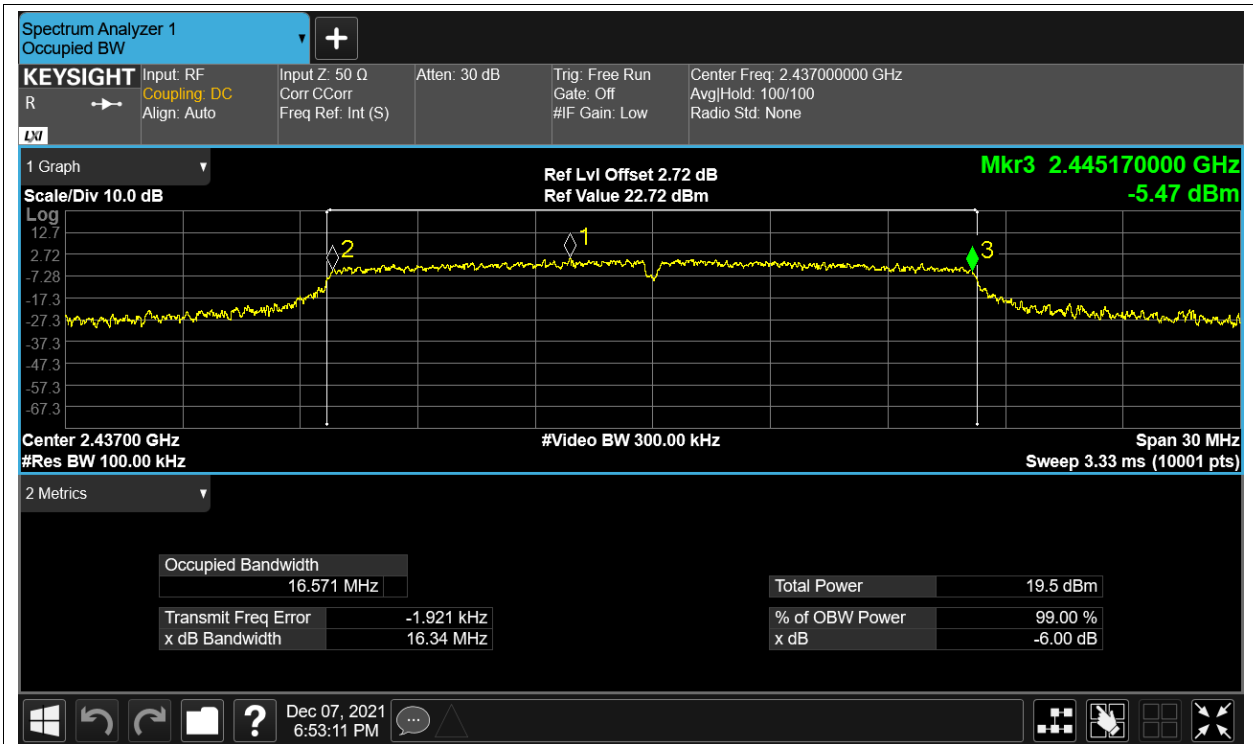 Spectrum Analyzer 1
Occupied BW
KEYSIGHT
R
LXI
Input: RF
Coupling: DC
Align: Auto
Input Z: 50 Ω
Corr CCorr
Freq Ref: Int (S)
Atten: 30 dB
Trig: Free Run
Gate: Off
#IF Gain: Low
Center Freq: 2.437000000 GHz
Avg|Hold: 100/100
Radio Std: None
1 Graph
Scale/Div 10.0 dB
Ref Lvl Offset 2.72 dB
Ref Value 22.72 dBm
Mkr3 2.445170000 GHz
-5.47 dBm
Log
12.7
2.72
-7.28
-17.3
-27.3
-37.3
-47.3
-57.3
-67.3
2
1
3
Center 2.43700 GHz
#Res BW 100.00 kHz
#Video BW 300.00 kHz
Span 30 MHz
Sweep 3.33 ms (10001 pts)
2 Metrics
Occupied Bandwidth
16.571 MHz
Transmit Freq Error -1.921 kHz
x dB Bandwidth 16.34 MHz
Total Power 19.5 dBm
% of OBW Power 99.00 %
x dB -6.00 dB
?
Dec 07, 2021
6:53:11 PM